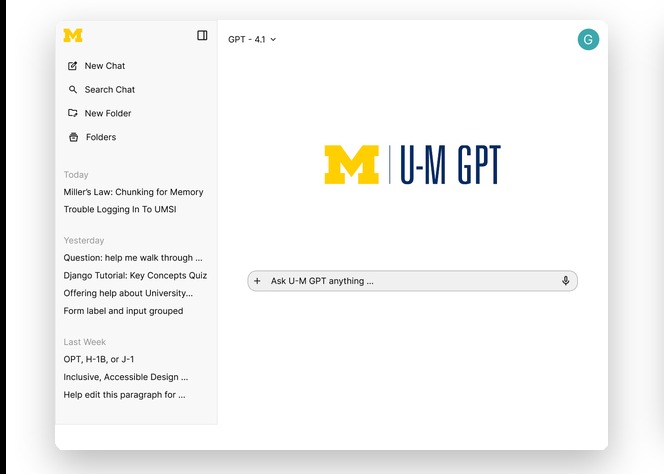 M
New Chat
Search Chat
New Folder
Folders
Today
Miller's Law: Chunking for Memory
Trouble Logging In To UMSI
Yesterday
Question: help me walk through ...
Django Tutorial: Key Concepts Quiz
Offering help about University...
Form label and input grouped
Last Week
OPT, H-1B, or J-1
Inclusive, Accessible Design ...
Help edit this paragraph for ...
GPT - 4.1
G
M | U-M GPT
Ask U-M GPT anything ...